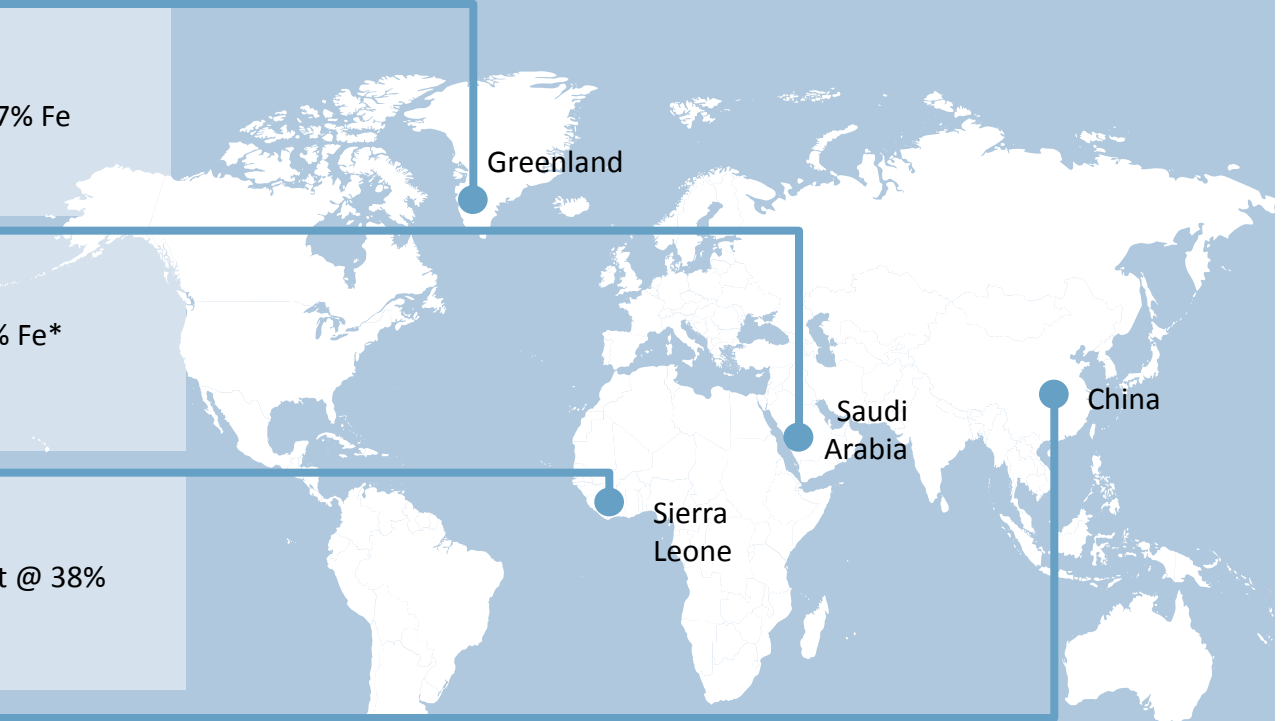 7% Fe
Greenland
% Fe*
China
Saudi
Arabia
Sierra
Leone
t @ 38%